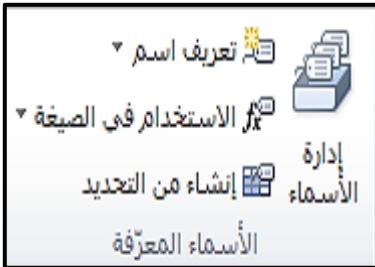 تعريف اسم
الاستخدام في الصيغة
إنشاء من التحديد
إدارة
الأسماء
الأسماء المعرّفة